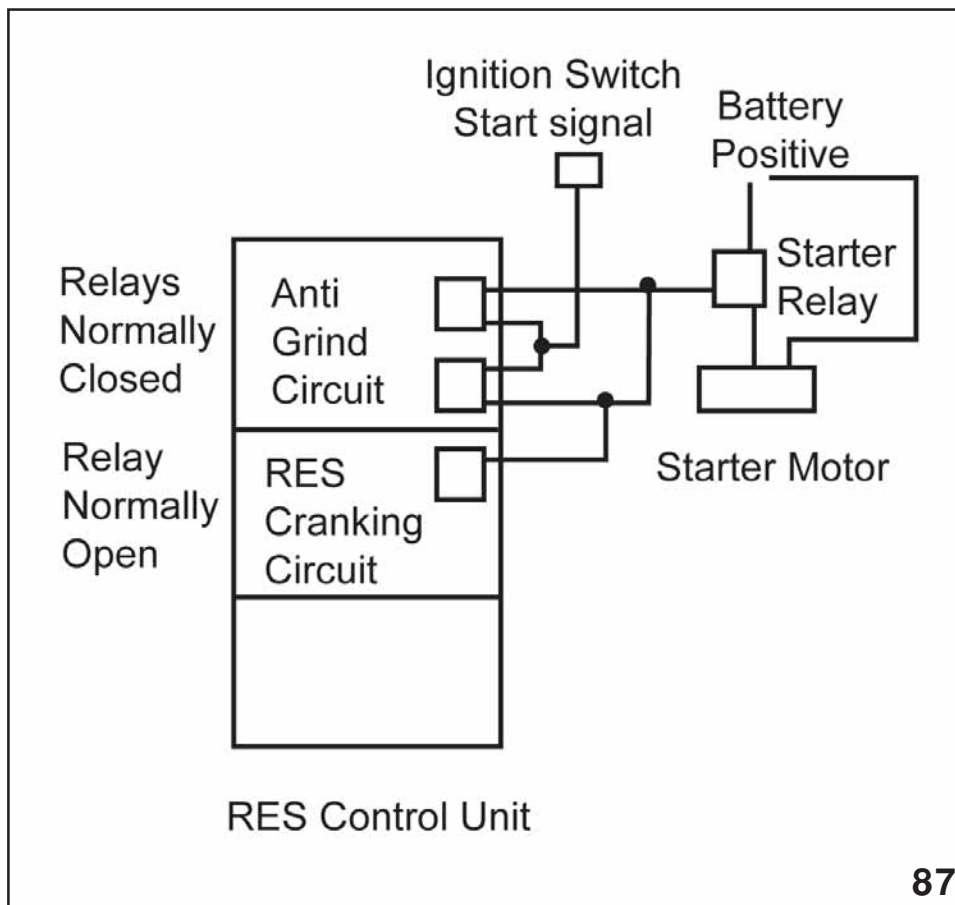 Ignition Switch
Start signal
Battery
Positive
Relays
Normally
Closed
Anti
Grind
Circuit
Starter
Relay
Relay
Normally
Open
RES
Cranking
Circuit
Starter Motor
RES Control Unit
87